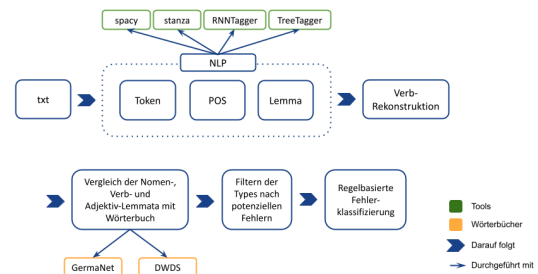 spacy
stanza
RNNTagger
TreeTagger
NLP
txt
Token
POS
Lemma
Verb-
Rekonstruktion
Vergleich der Nomen-,
Verb- und
Adjektiv-Lemmata mit
Wörterbuch
Filtern der
Types nach
potenziellen
Fehlern
Regelbasierte
Fehler-
klassifizierung
GermaNet
DWDS
Tools
Wörterbücher
Darauf folgt
Durchgeführt mit